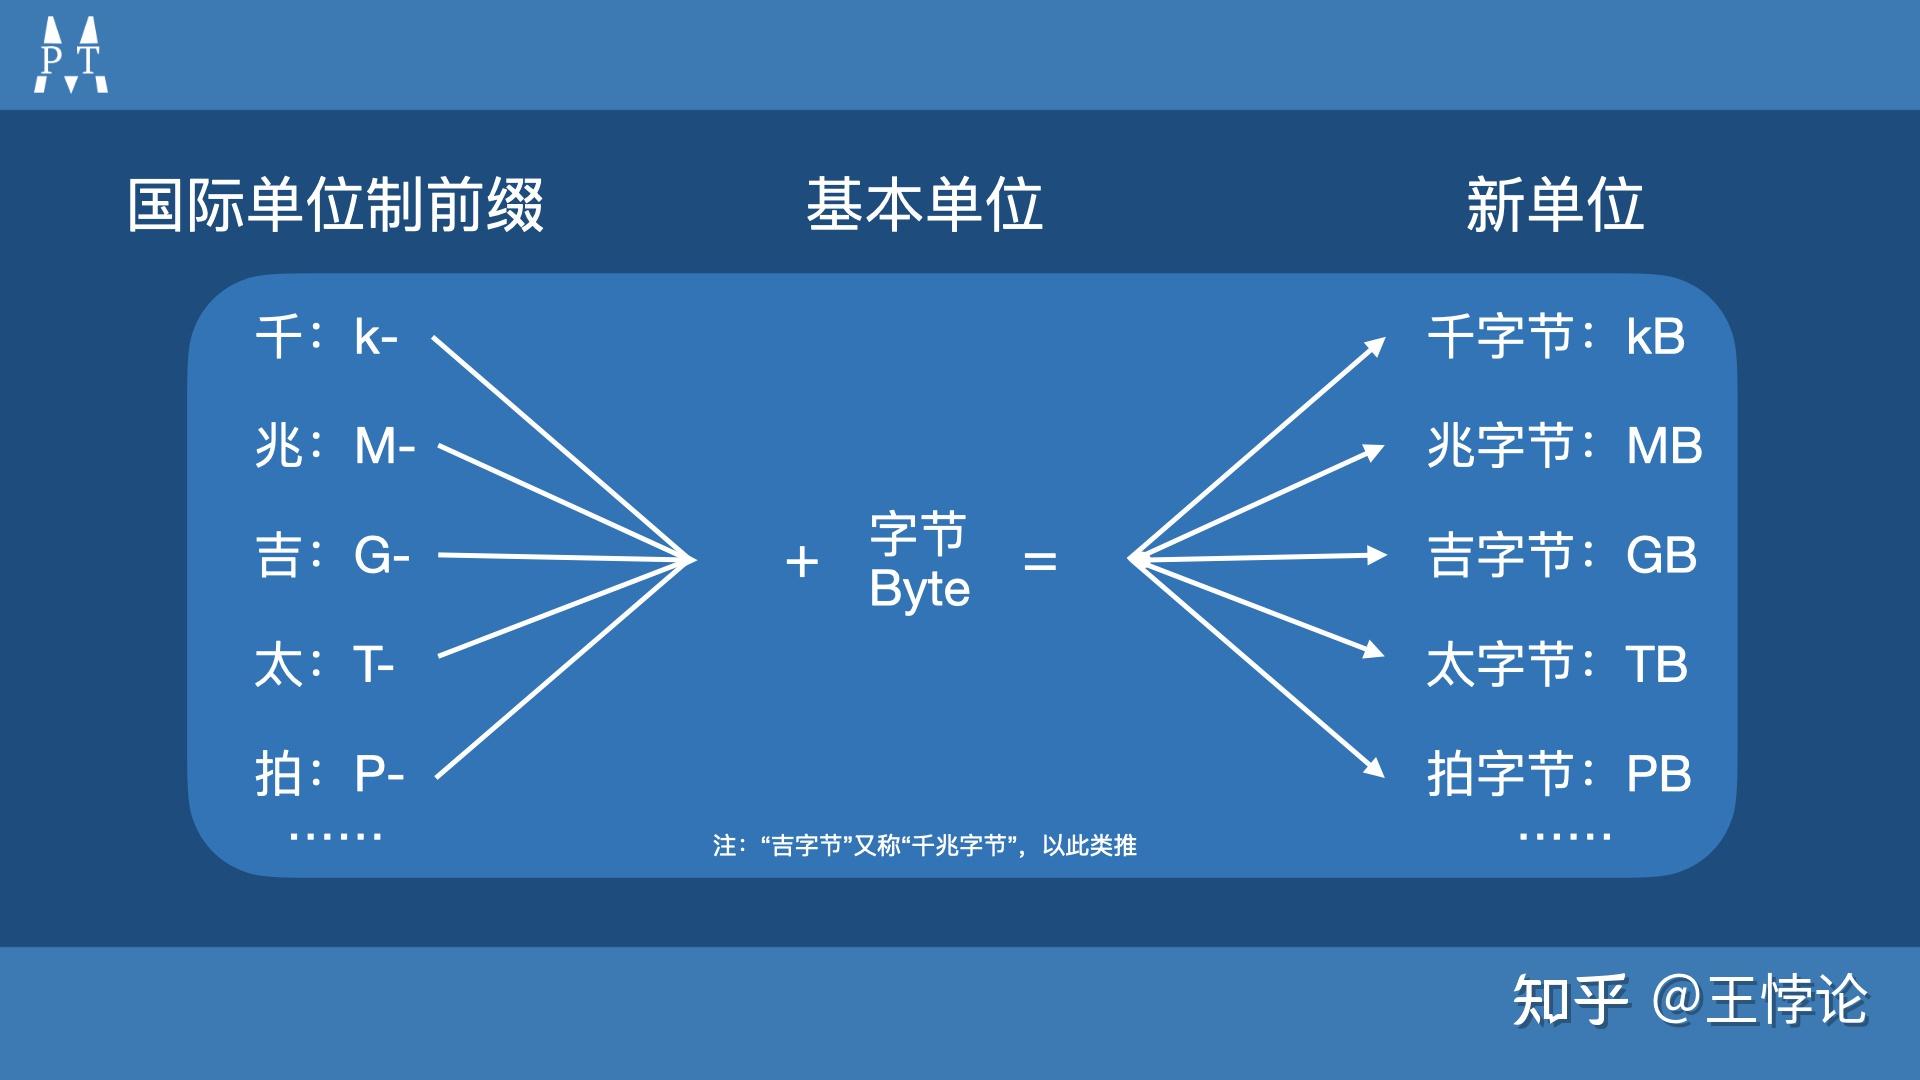 P T
国际单位制前缀
基本单位
新单位
千：k-
兆：M-
吉：G-
太：T-
拍：P-
……
+
字节
Byte
=
千字节：kB
兆字节：MB
吉字节：GB
太字节：TB
拍字节：PB
……
注：“吉字节”又称“千兆字节”，以此类推
知乎 @王悖论